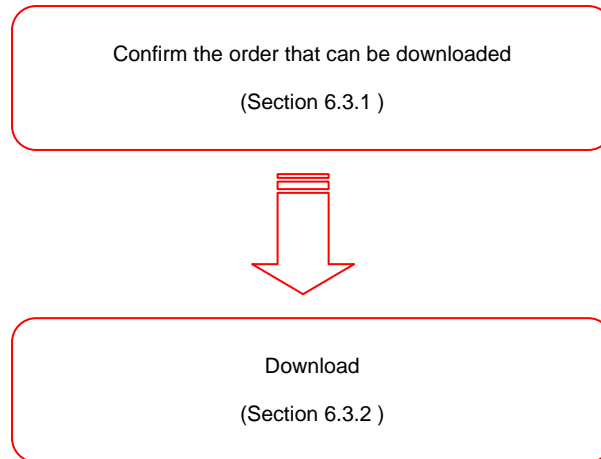 Confirm the order that can be downloaded
(Section 6.3.1 )
Download
(Section 6.3.2 )